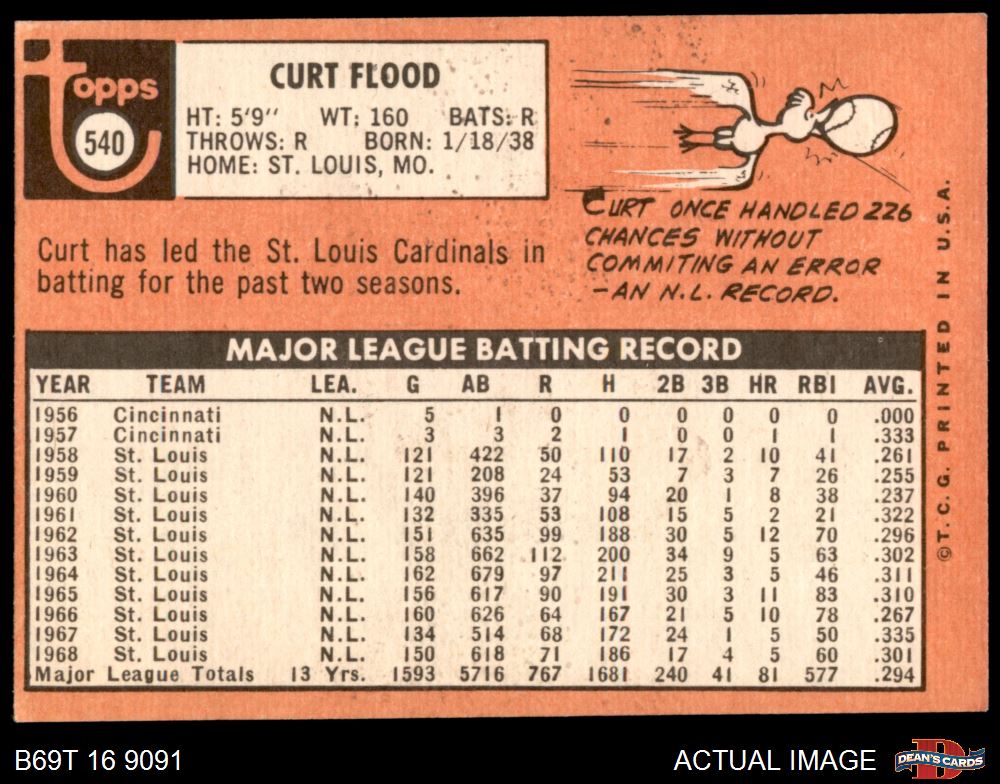 Topps
540
CURT FLOOD
HT: 5'9" WT: 160 BATS: R
THROWS: R BORN: 1/18/38
HOME: ST. LOUIS, MO.
Curt has led the St. Louis Cardinals in
batting for the past two seasons.
CURT ONCE HANDLED 226
CHANCES WITHOUT
COMMITING AN ERROR
—AN N.L. RECORD.
MAJOR LEAGUE BATTING RECORD
YEAR TEAM LEA. G AB R H 2B 3B HR RBI AVG.
1956 Cincinnati N.L. 5 1 0 0 0 0 0 0 .000
1957 Cincinnati N.L. 3 3 2 1 0 0 1 1 .333
1958 St. Louis N.L. 121 422 50 110 17 2 10 41 .261
1959 St. Louis N.L. 121 208 24 53 7 3 7 26 .255
1960 St. Louis N.L. 140 396 37 94 20 1 8 38 .237
1961 St. Louis N.L. 132 335 53 108 15 5 2 21 .322
1962 St. Louis N.L. 151 635 99 188 30 5 12 70 .296
1963 St. Louis N.L. 158 662 112 200 34 9 5 63 .302
1964 St. Louis N.L. 162 679 97 211 25 3 5 46 .311
1965 St. Louis N.L. 156 617 90 191 30 3 11 83 .310
1966 St. Louis N.L. 160 626 64 167 21 5 10 78 .267
1967 St. Louis N.L. 134 514 68 172 24 1 5 50 .335
1968 St. Louis N.L. 150 618 71 186 17 4 5 60 .301
Major League Totals 13 Yrs. 1593 5716 767 1681 240 41 81 577 .294
©T. C. G. PRINTED IN U.S.A.
B69T 16 9091 ACTUAL IMAGE
D
DEAN'S CARDS